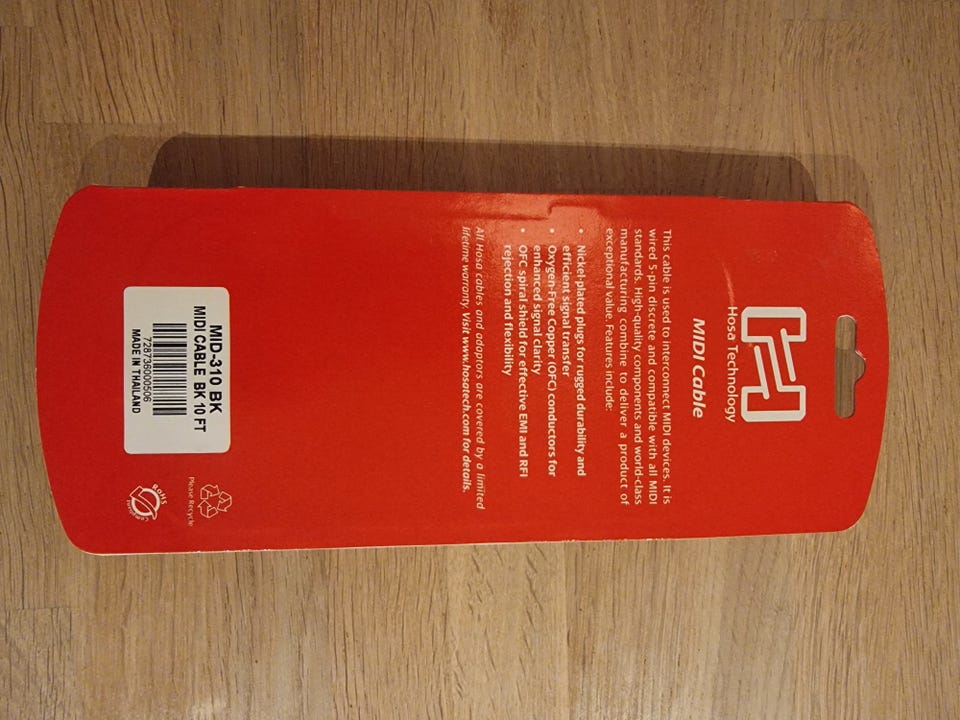 Hosa Technology
MIDI Cable
This cable is used to interconnect MIDI devices. It is
wired 5-pin discrete and compatible with all MIDI
standards. High-quality components and world-class
manufacturing combine to deliver a product of
exceptional value. Features include:
• Nickel-plated plugs for rugged durability and
efficient signal transfer
• Oxygen-Free Copper (OFC) conductors for
enhanced signal clarity
• OFC spiral shield for effective EMI and RFI
rejection and flexibility
All Hosa cables and adaptors are covered by a limited
lifetime warranty. Visit www.hosatech.com for details.
MID-310 BK
MIDI CABLE BK 10 FT
728736000506
MADE IN THAILAND
Please Recycle
RoHS
Compliant